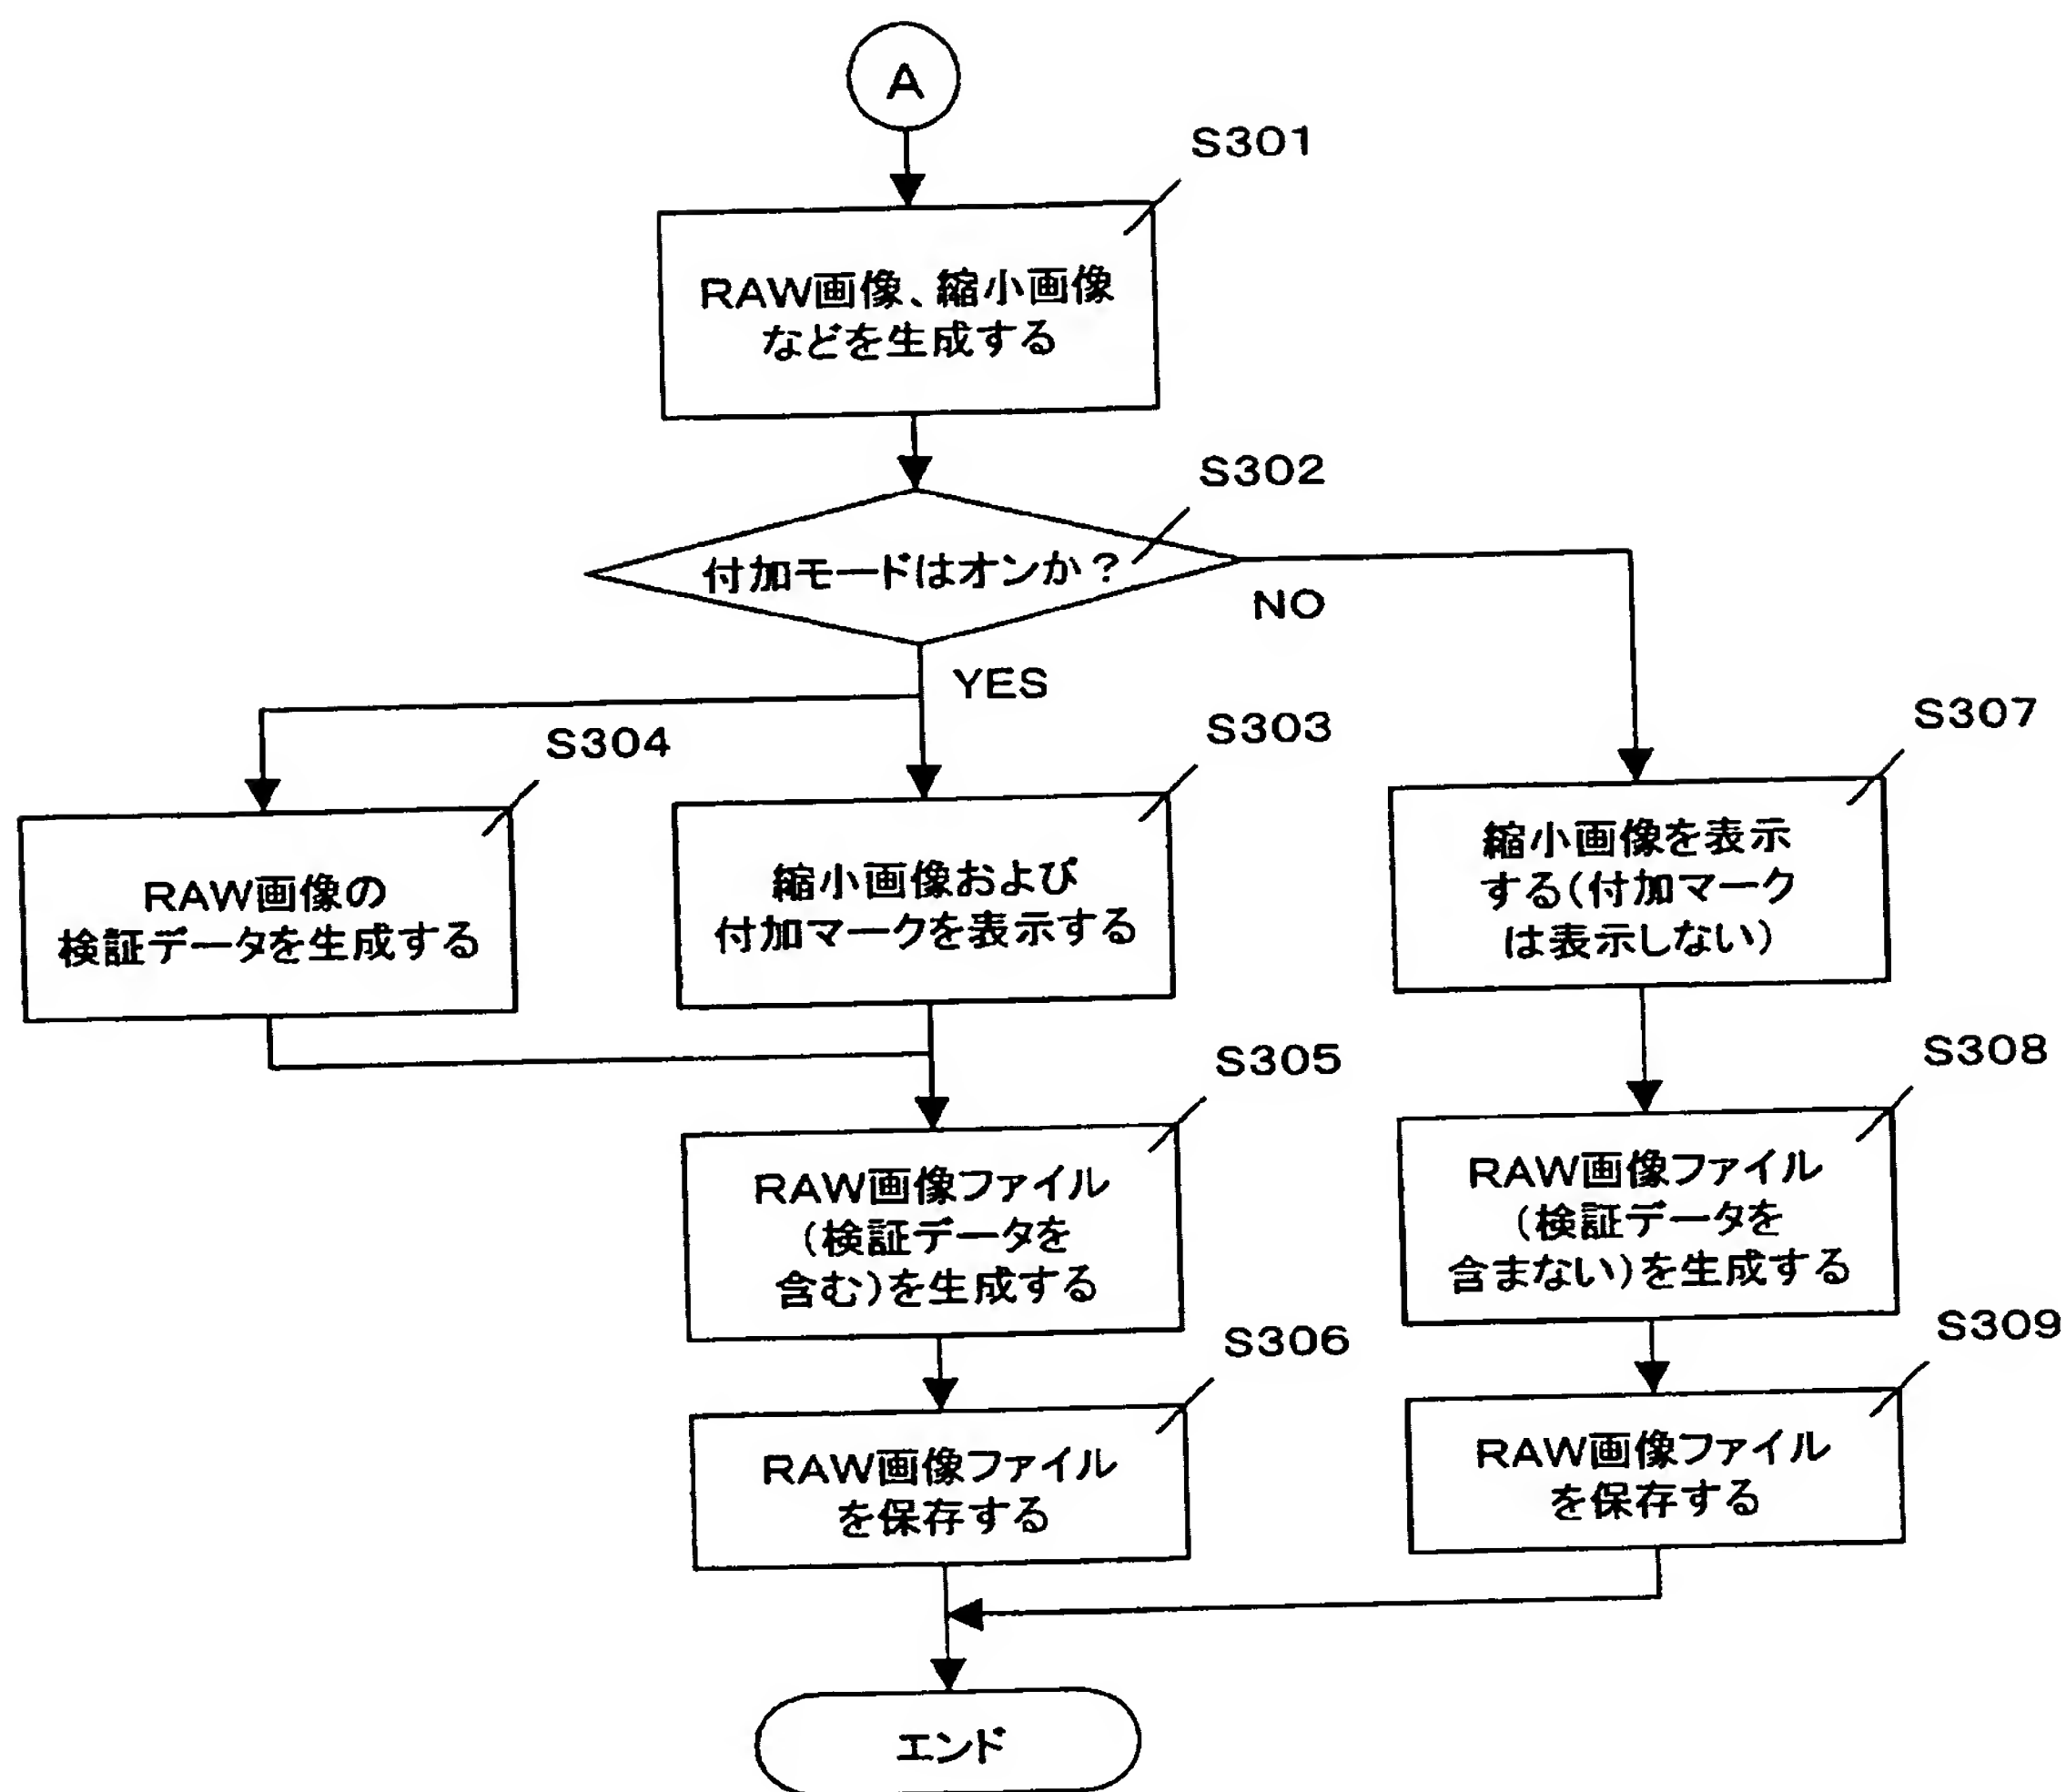 A
S301
RAW画像、縮小画像
などを生成する
S302
付加モードはオンか？
NO
YES
S304
RAW画像の
検証データを生成する
S303
縮小画像および
付加マークを表示する
S307
縮小画像を表示
する(付加マーク
は表示しない)
S305
RAW画像ファイル
(検証データを
含む)を生成する
S308
RAW画像ファイル
(検証データを
含まない)を生成する
S306
RAW画像ファイル
を保存する
S309
RAW画像ファイル
を保存する
エンド